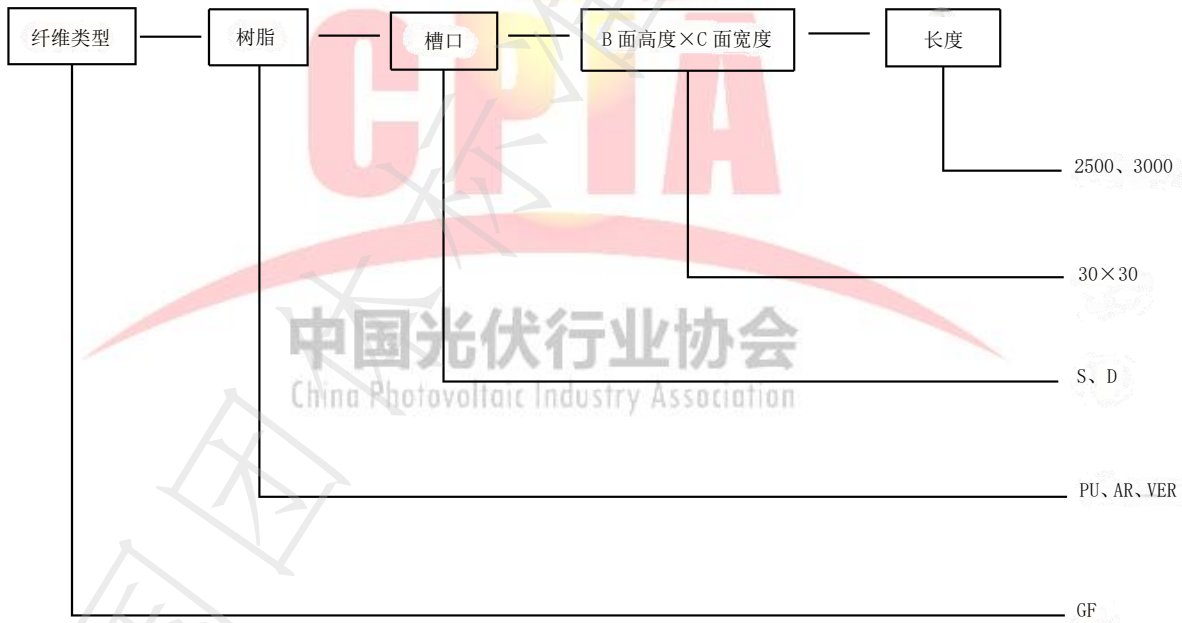 纤维类型 — 树脂 — 槽口 — B面高度×C面宽度 — 长度
CPIA
2500、3000
30×30
中国光伏行业协会
S、D
China Photovoltaic Industry Association
PU、AR、VER
GF